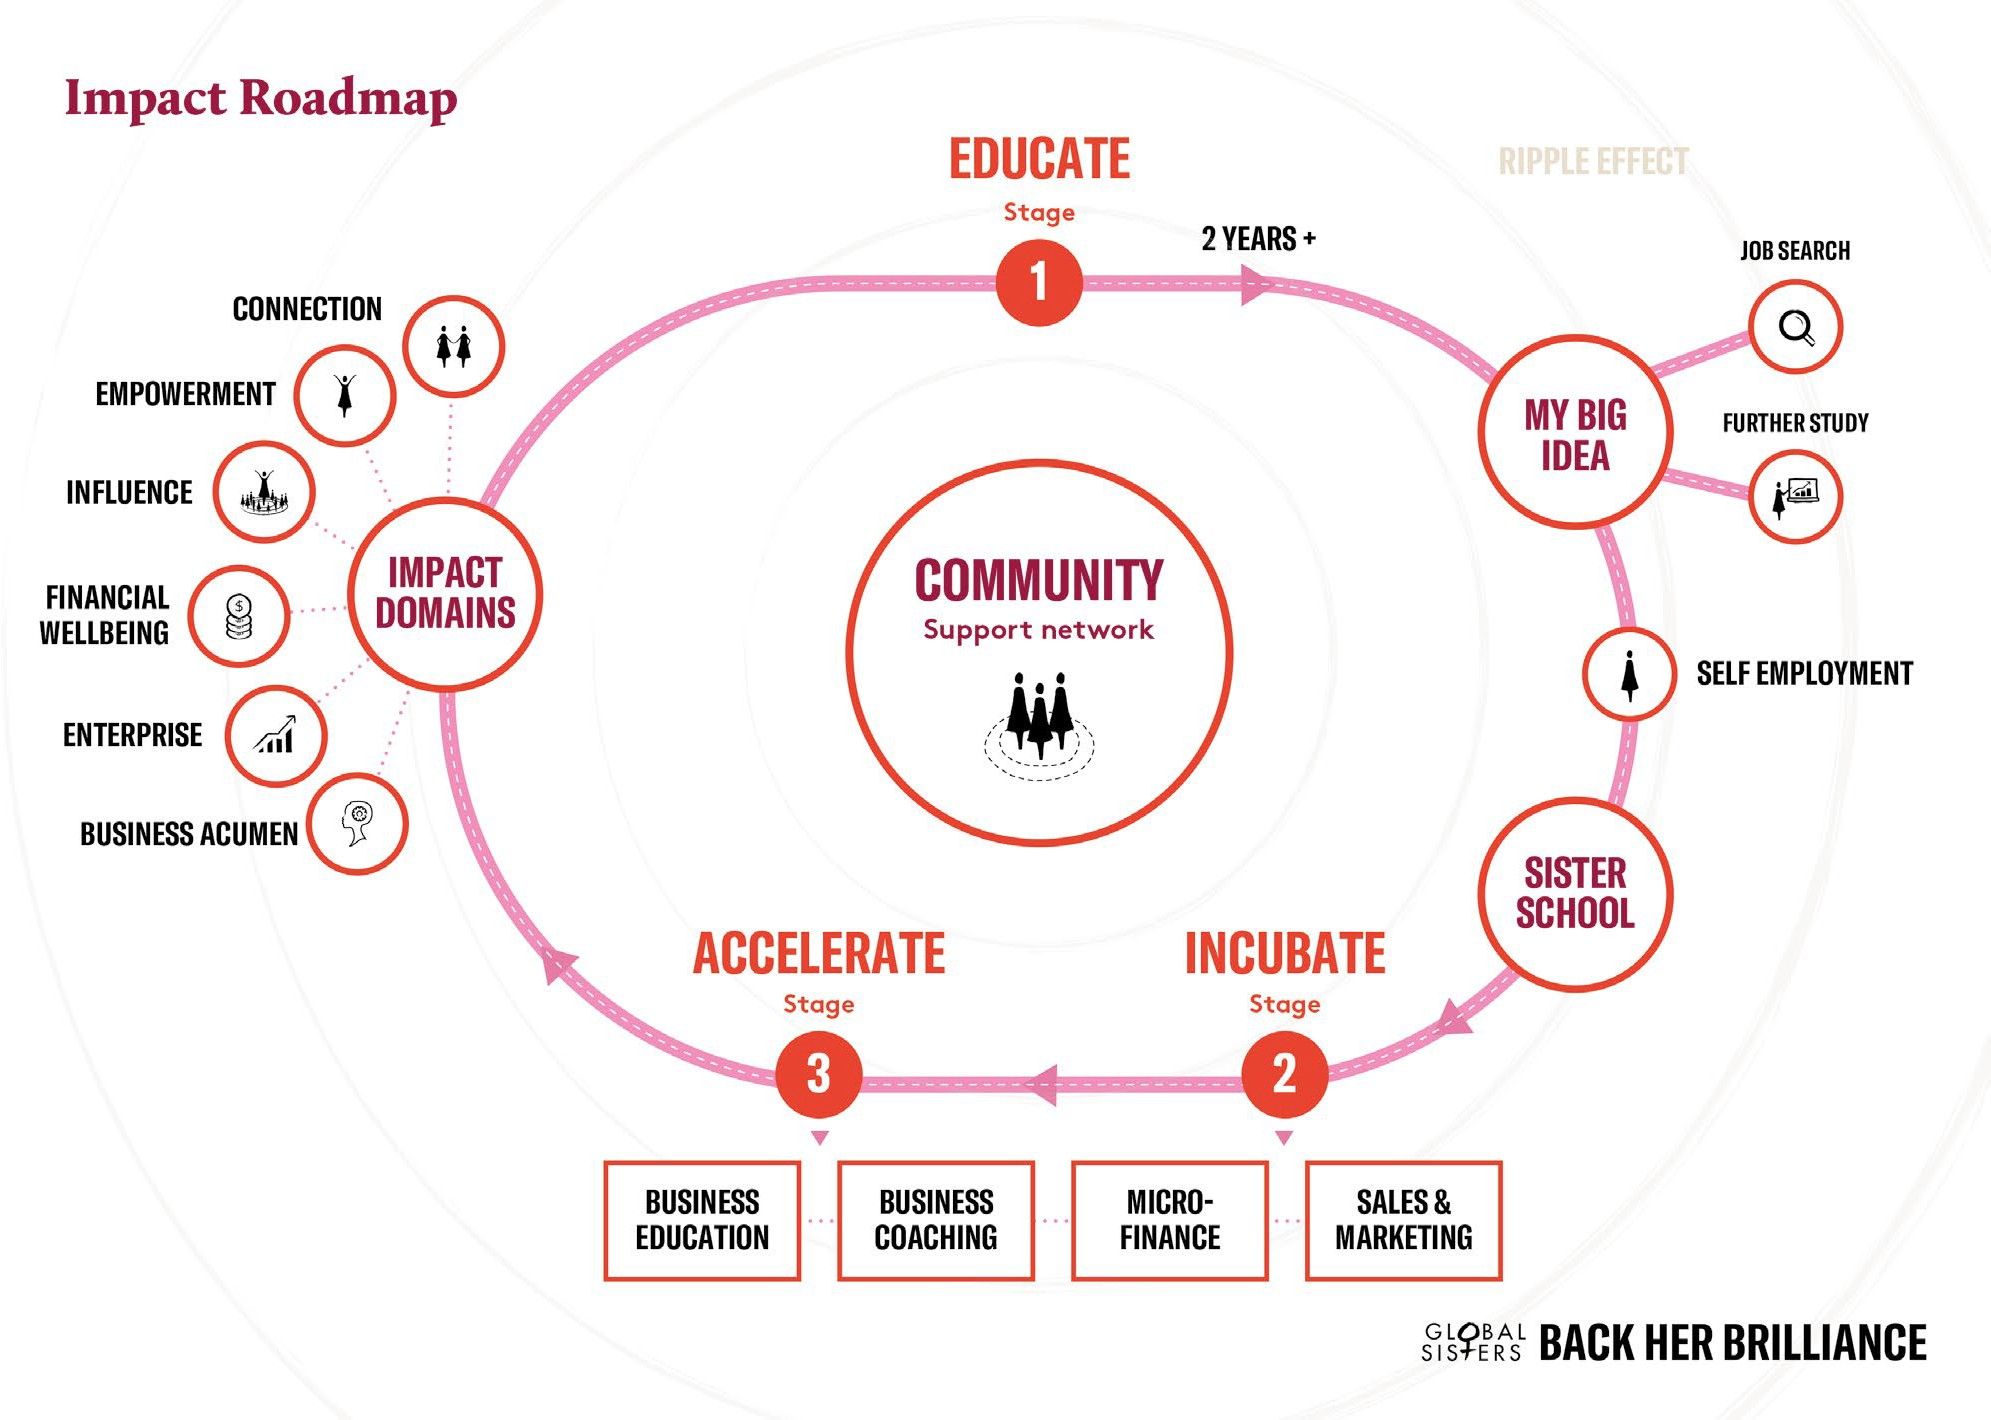 Impact Roadmap
EDUCATE
Stage
1
2 YEARS +
RIPPLE EFFECT
JOB SEARCH
MY BIG
IDEA
FURTHER STUDY
SELF EMPLOYMENT
SISTER
SCHOOL
COMMUNITY
Support network
CONNECTION
EMPOWERMENT
INFLUENCE
FINANCIAL
WELLBEING
ENTERPRISE
BUSINESS ACUMEN
IMPACT
DOMAINS
$
ACCELERATE
Stage
3
INCUBATE
Stage
2
BUSINESS
EDUCATION
BUSINESS
COACHING
MICRO-
FINANCE
SALES &
MARKETING
GLOBAL
SISTERS
BACK HER BRILLIANCE